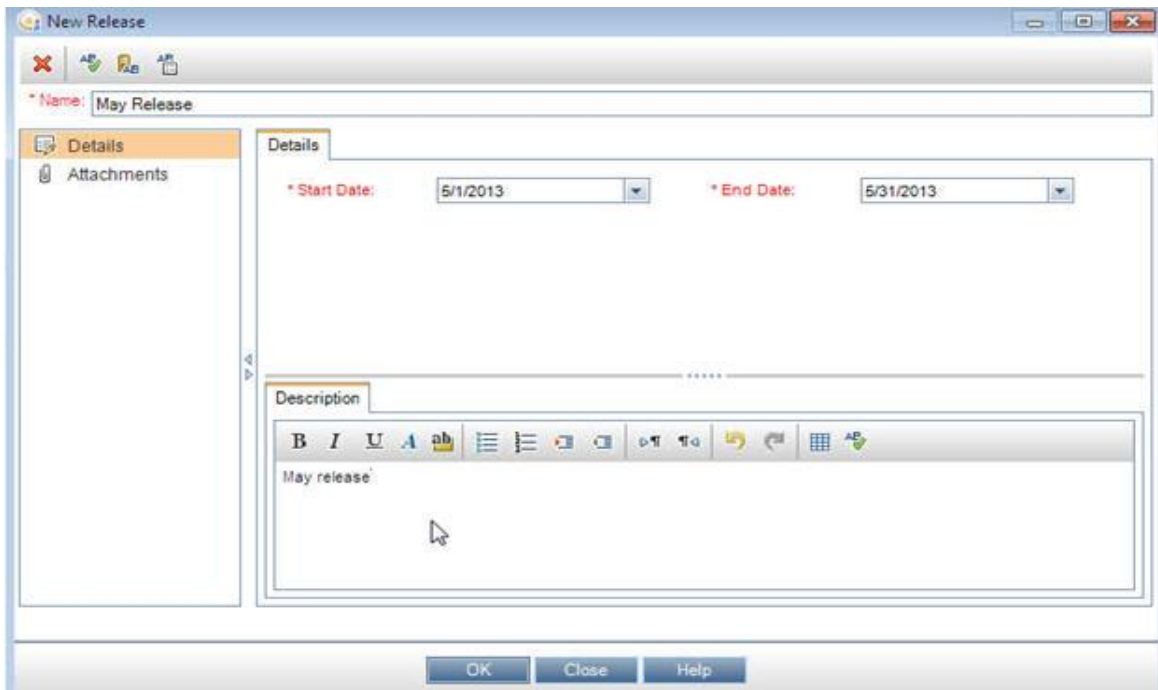 New Release
* Name: May Release
Details
Attachments
Details
* Start Date: 5/1/2013 * End Date: 5/31/2013
Description
B I U A ab
May release
OK Close Help